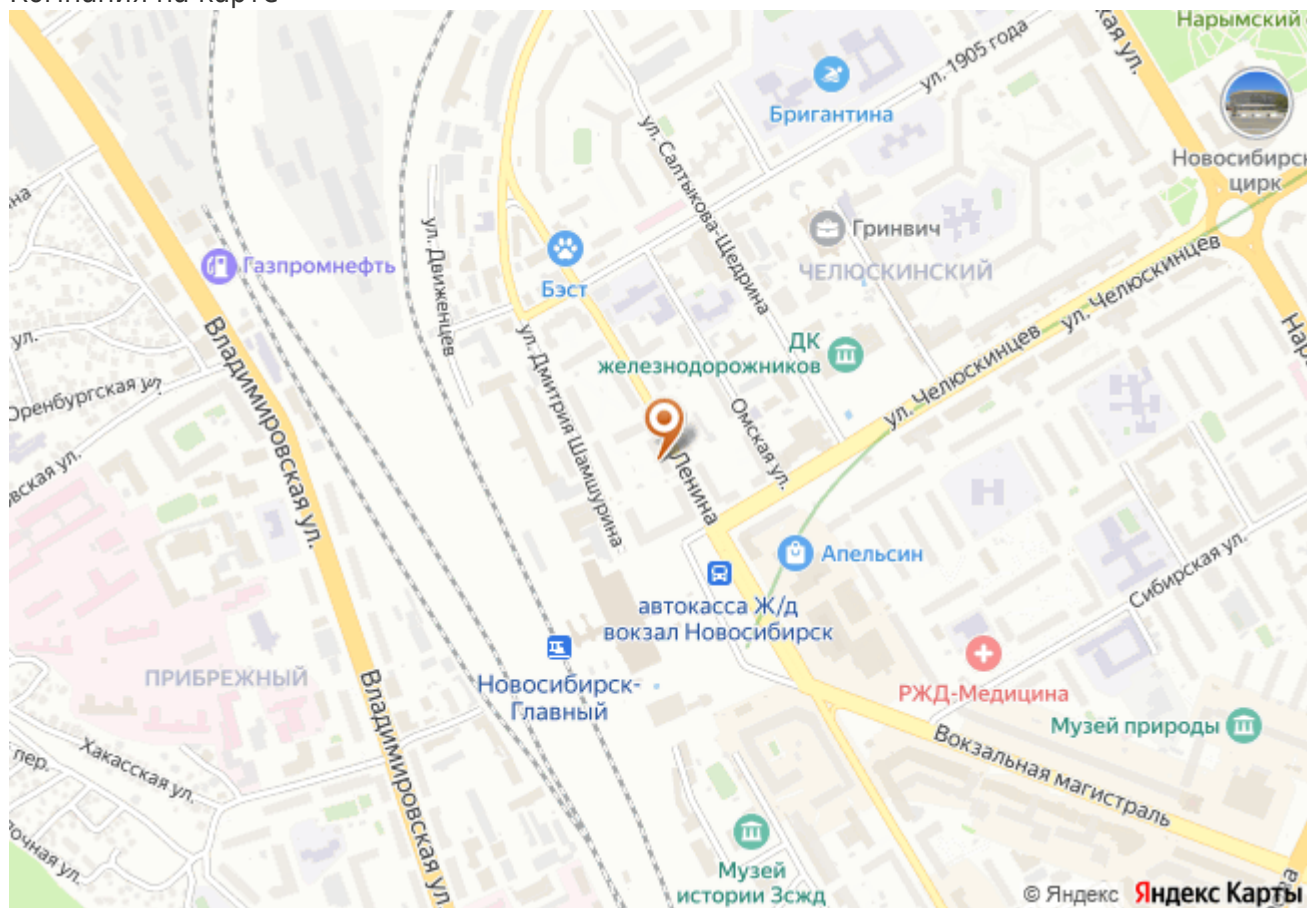 Нарымский
ул. 1905 года
Бригантина
ул. Салтыкова-Щедрина
Новосибирск
цирк
Гринвич
ул. Движенцев
Газпромнефть
Бэст
ЧЕЛЮСКИНСКИЙ
ул. Челюскинцев
ул. Челюскинцев
ДК
железнодорожников
ул.
Владимировская ул.
ул. Дмитрия Шамшурина
Оренбургская ул.
Омская ул.
Ленина
Апельсин
Сибирская ул.
автокасса Ж/д
вокзал Новосибирск
ПРИБРЕЖНЫЙ
Новосибирск-
Главный
РЖД-Медицина
Музей природы
Владимировская ул.
Вокзальная магистраль
Хакасская ул.
пер.
Музей
истории Зсжд
© Яндекс Яндекс Карты